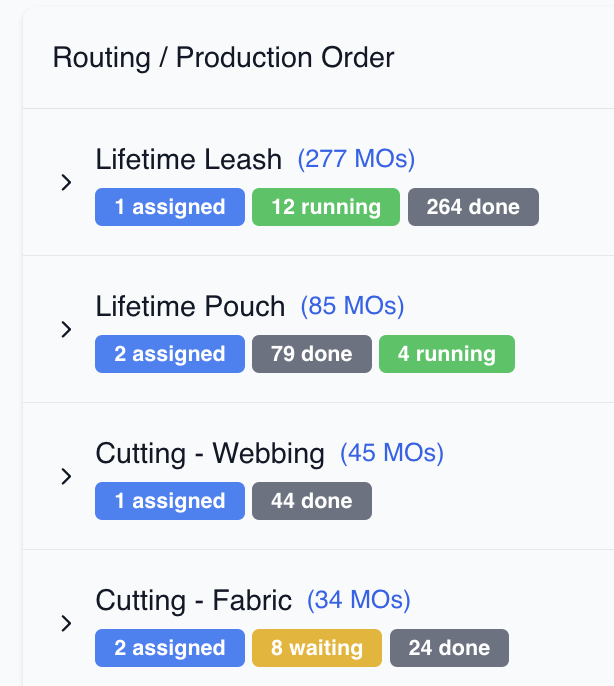 Routing / Production Order
Lifetime Leash (277 MOs)
1 assigned 12 running 264 done
Lifetime Pouch (85 MOs)
2 assigned 79 done 4 running
Cutting - Webbing (45 MOs)
1 assigned 44 done
Cutting - Fabric (34 MOs)
2 assigned 8 waiting 24 done